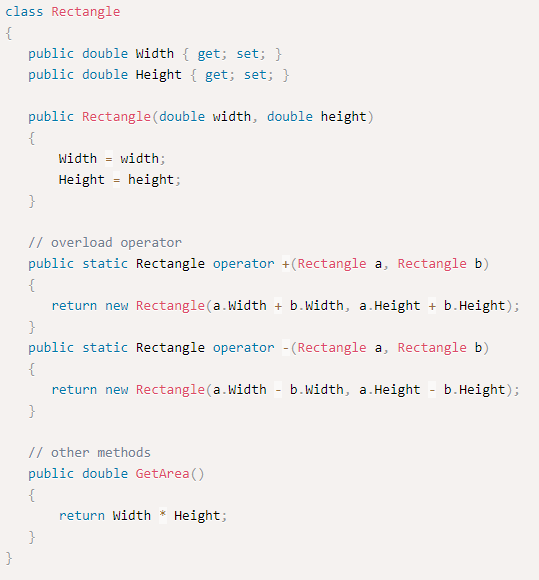 class Rectangle
{
   public double Width { get; set; }
   public double Height { get; set; }

   public Rectangle(double width, double height)
   {
       Width = width;
       Height = height;
   }

   // overload operator
   public static Rectangle operator +(Rectangle a, Rectangle b)
   {
      return new Rectangle(a.Width + b.Width, a.Height + b.Height);
   }
   public static Rectangle operator -(Rectangle a, Rectangle b)
   {
      return new Rectangle(a.Width - b.Width, a.Height - b.Height);
   }

   // other methods
   public double GetArea()
   {
       return Width * Height;
   }
}